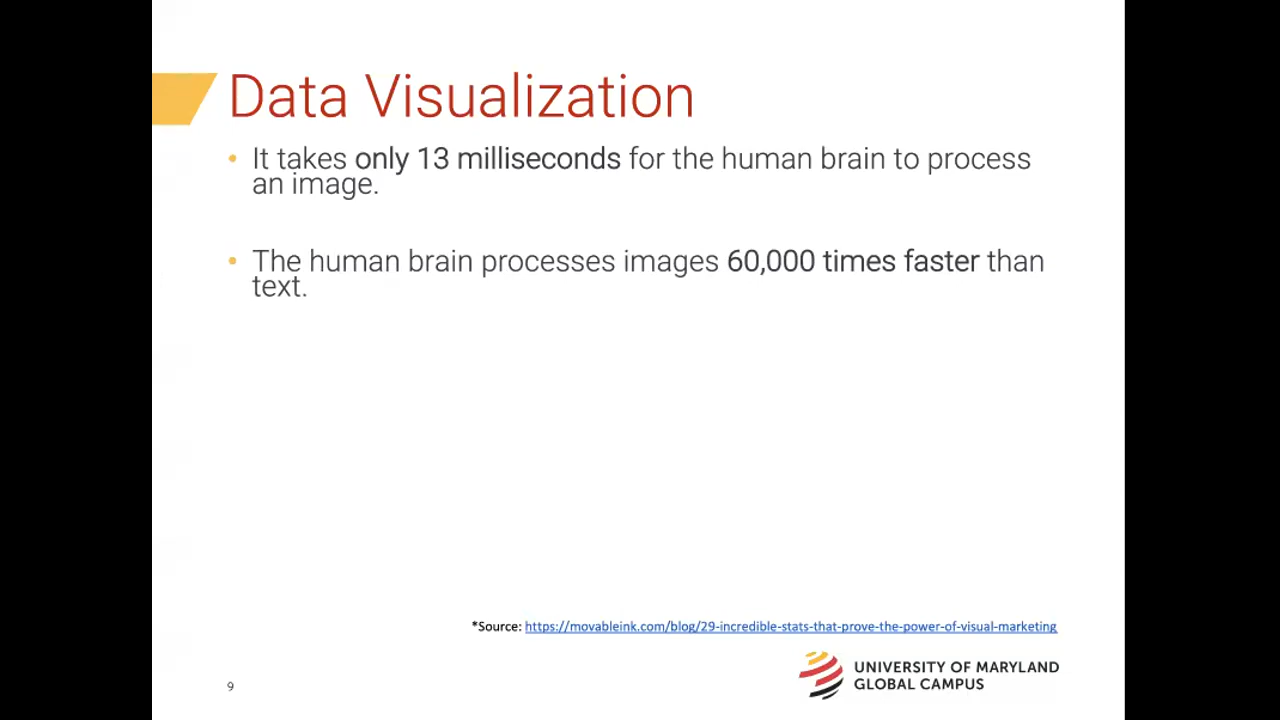 Data Visualization
• It takes only 13 milliseconds for the human brain to process
an image.
• The human brain processes images 60,000 times faster than
text.
*Source: https://movableink.com/blog/29-incredible-stats-that-prove-the-power-of-visual-marketing
UNIVERSITY OF MARYLAND
GLOBAL CAMPUS
9